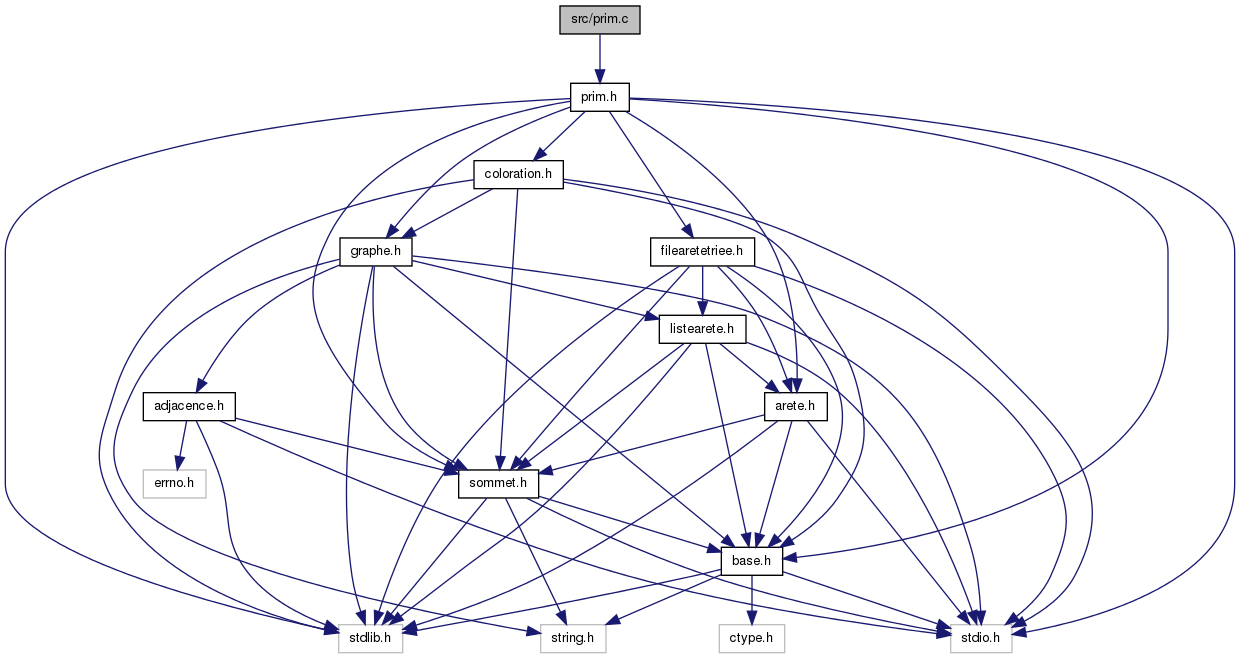 src/prim.c
prim.h
coloration.h
graphe.h
filearetetriee.h
listearete.h
adjacence.h
arete.h
errno.h
sommet.h
base.h
stdlib.h
string.h
ctype.h
stdio.h